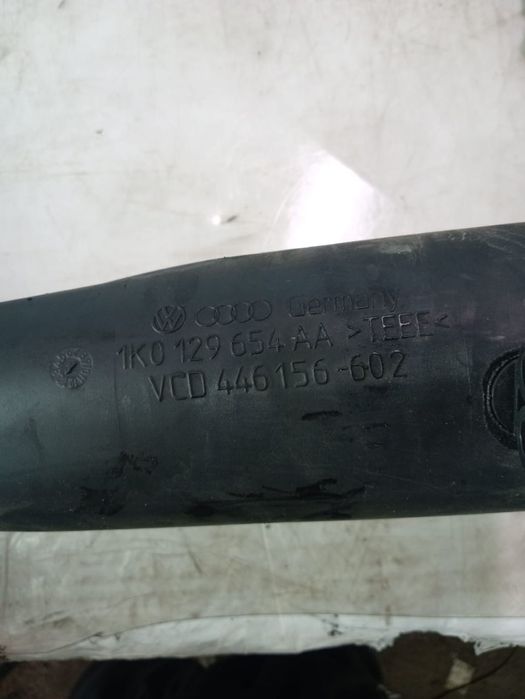 Germany
1K0 129 654 AA >TEEE<
VCD 446156-602